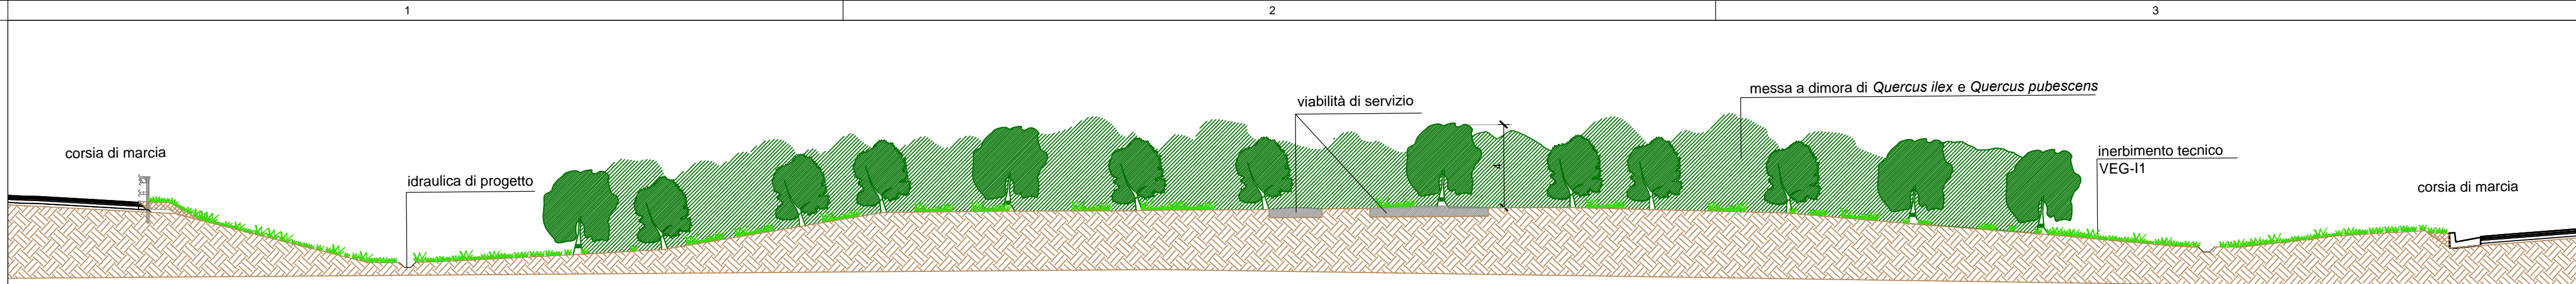 1
2
3
corsia di marcia
idraulica di progetto
viabilità di servizio
4
messa a dimora di Quercus ilex e Quercus pubescens
inerbimento tecnico
VEG-I1
corsia di marcia